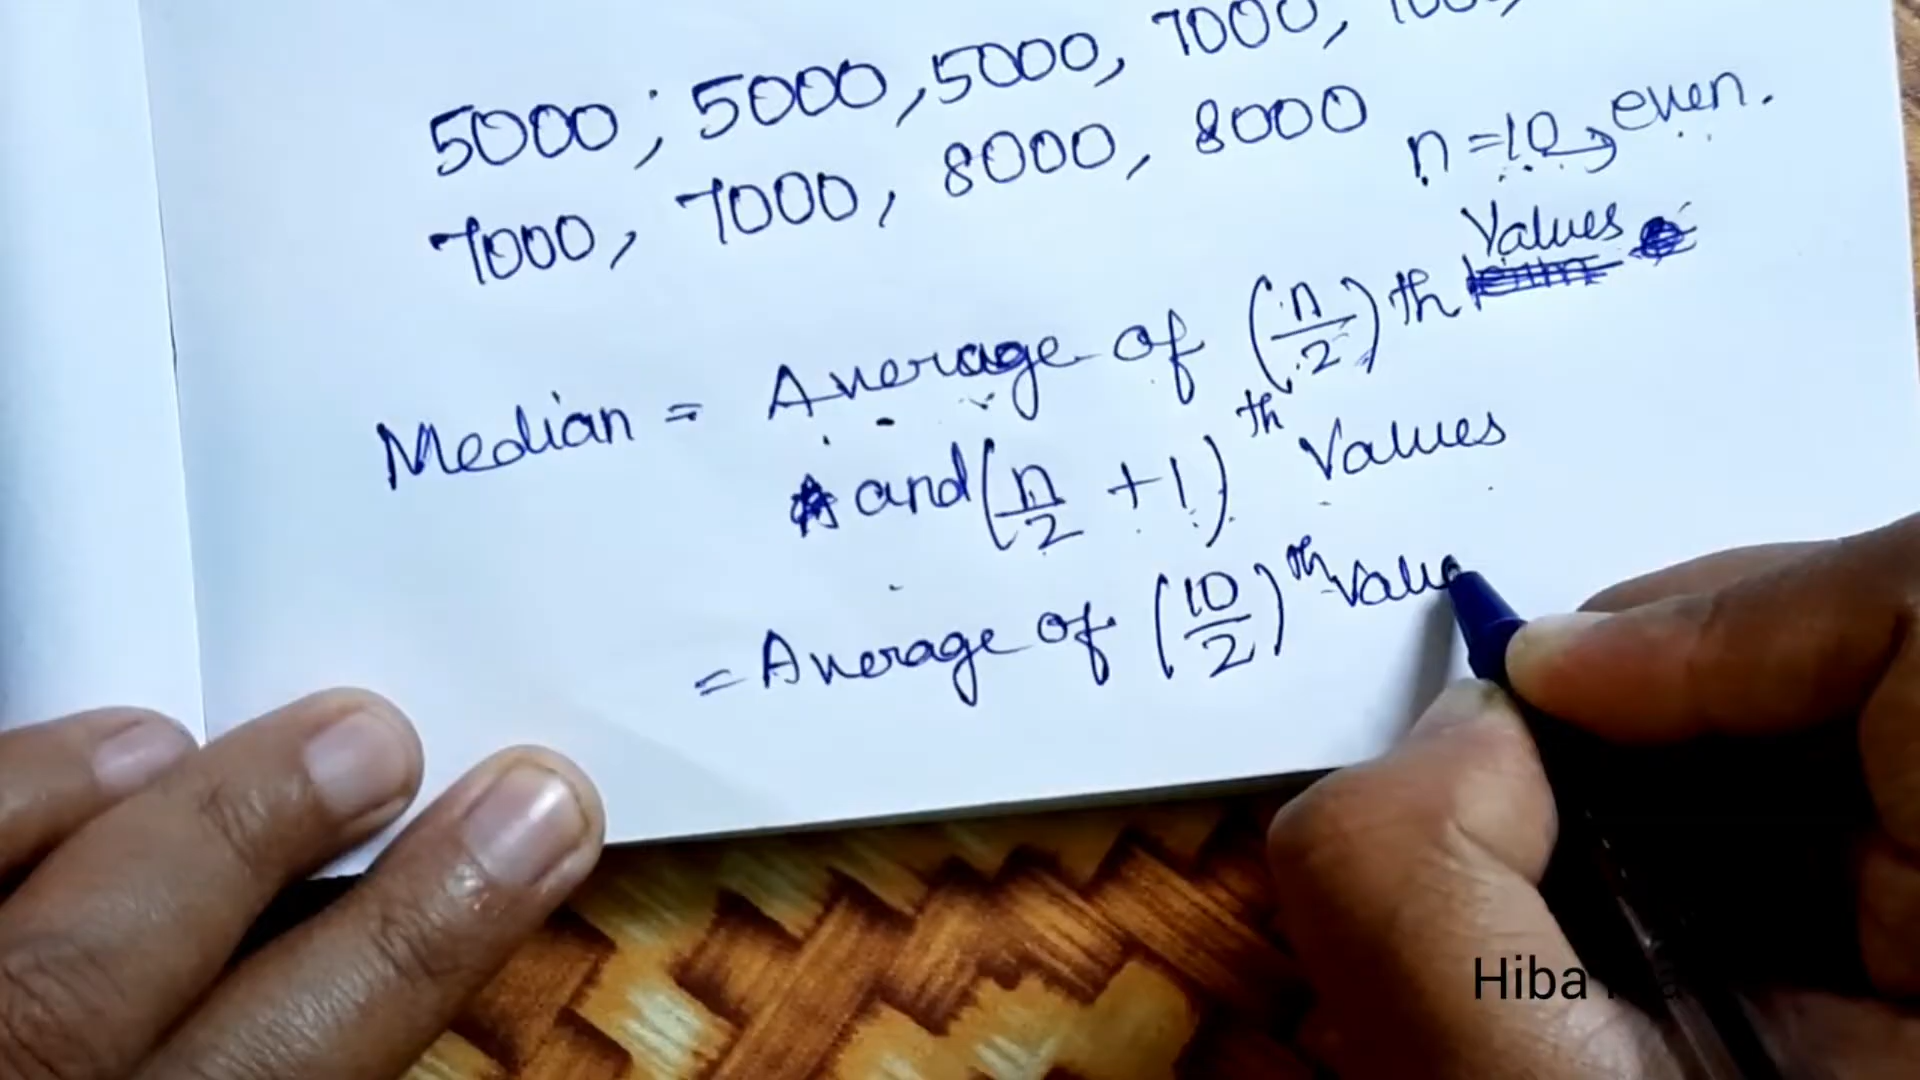 5000, 5000, 5000, 7000,
7000, 7000, 8000, 8000
n = 10 → even.
Values
Median = Average of (n/2) th
and (n/2 + 1)th Values
= Average of (10/2)th Valu
Hiba